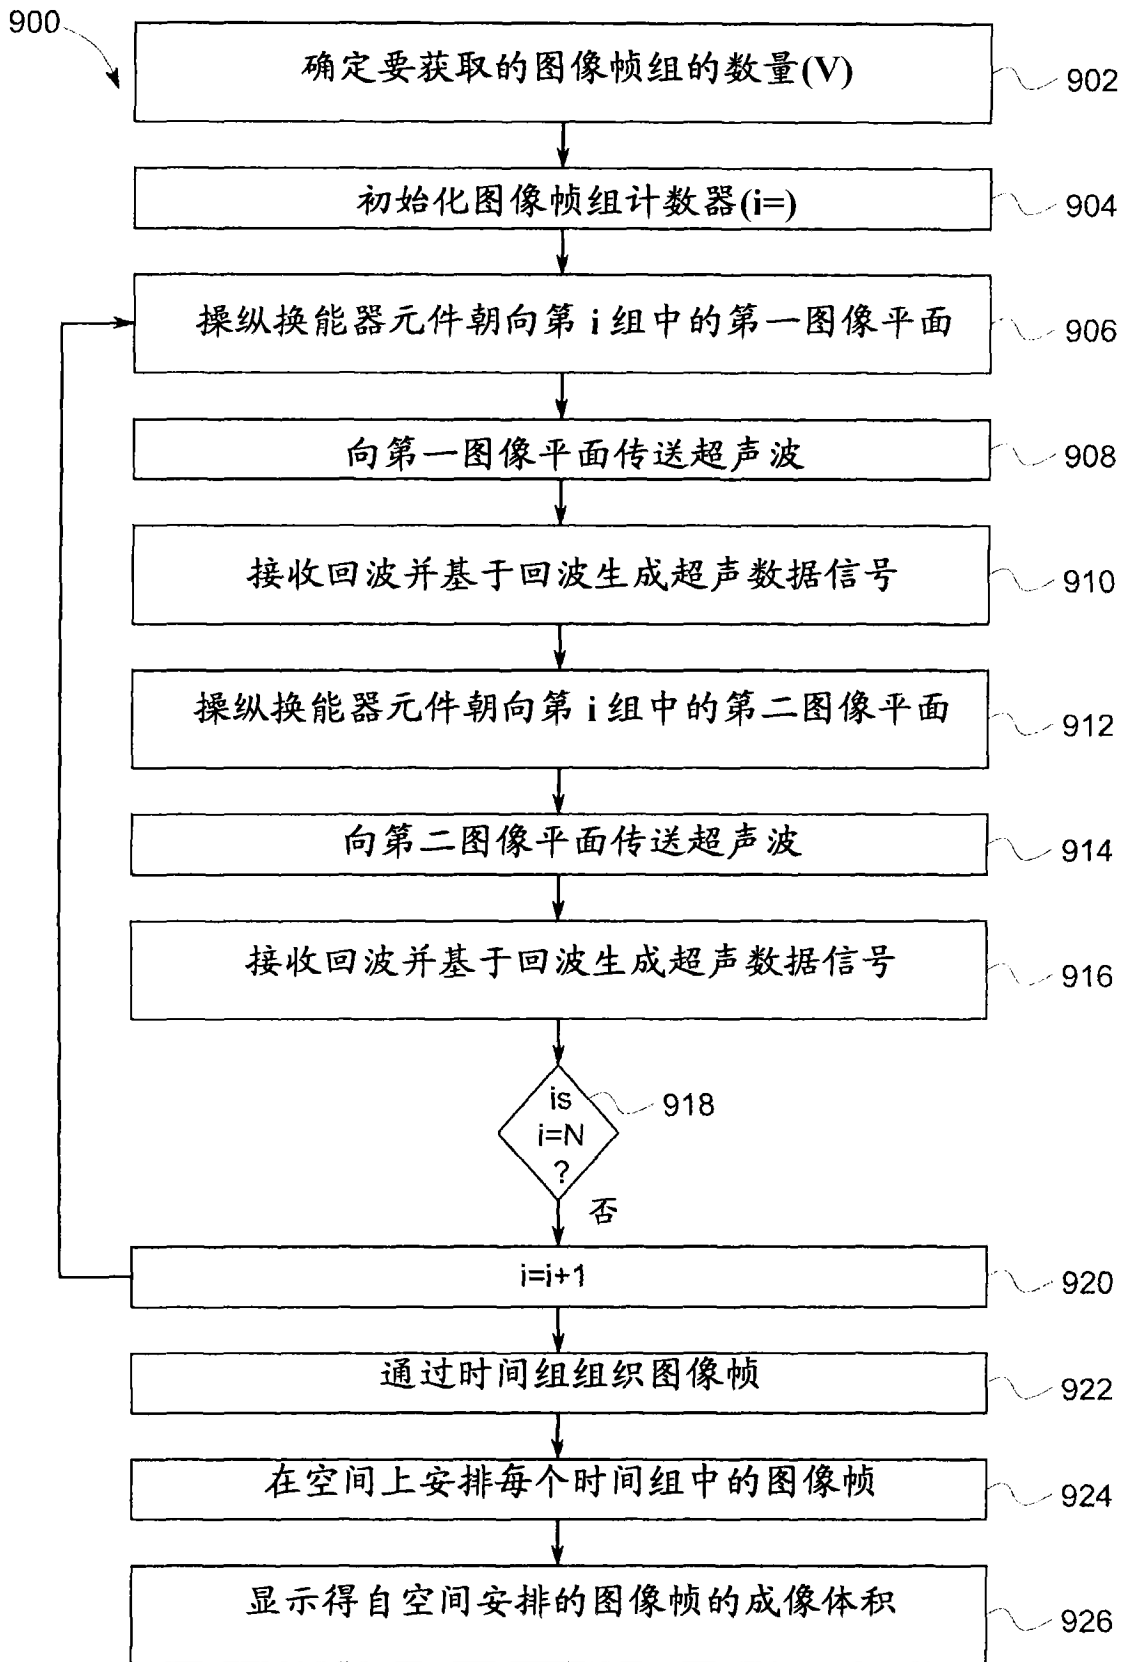 900
确定要获取的图像帧组的数量(V)
902
初始化图像帧组计数器(i=)
904
操纵换能器元件朝向第 i 组中的第一图像平面
906
向第一图像平面传送超声波
908
接收回波并基于回波生成超声数据信号
910
操纵换能器元件朝向第 i 组中的第二图像平面
912
向第二图像平面传送超声波
914
接收回波并基于回波生成超声数据信号
916
is
i=N
?
918
否
i=i+1
920
通过时间组组织图像帧
922
在空间上安排每个时间组中的图像帧
924
显示得自空间安排的图像帧的成像体积
926